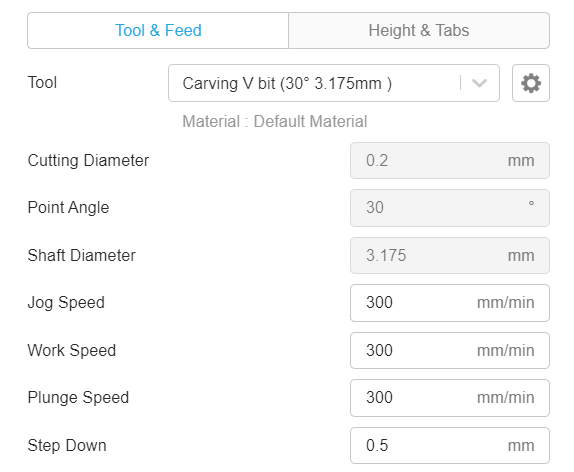 Tool & Feed Height & Tabs
Tool Carving V bit (30° 3.175mm )
Material : Default Material
Cutting Diameter 0.2 mm
Point Angle 30 °
Shaft Diameter 3.175 mm
Jog Speed 300 mm/min
Work Speed 300 mm/min
Plunge Speed 300 mm/min
Step Down 0.5 mm